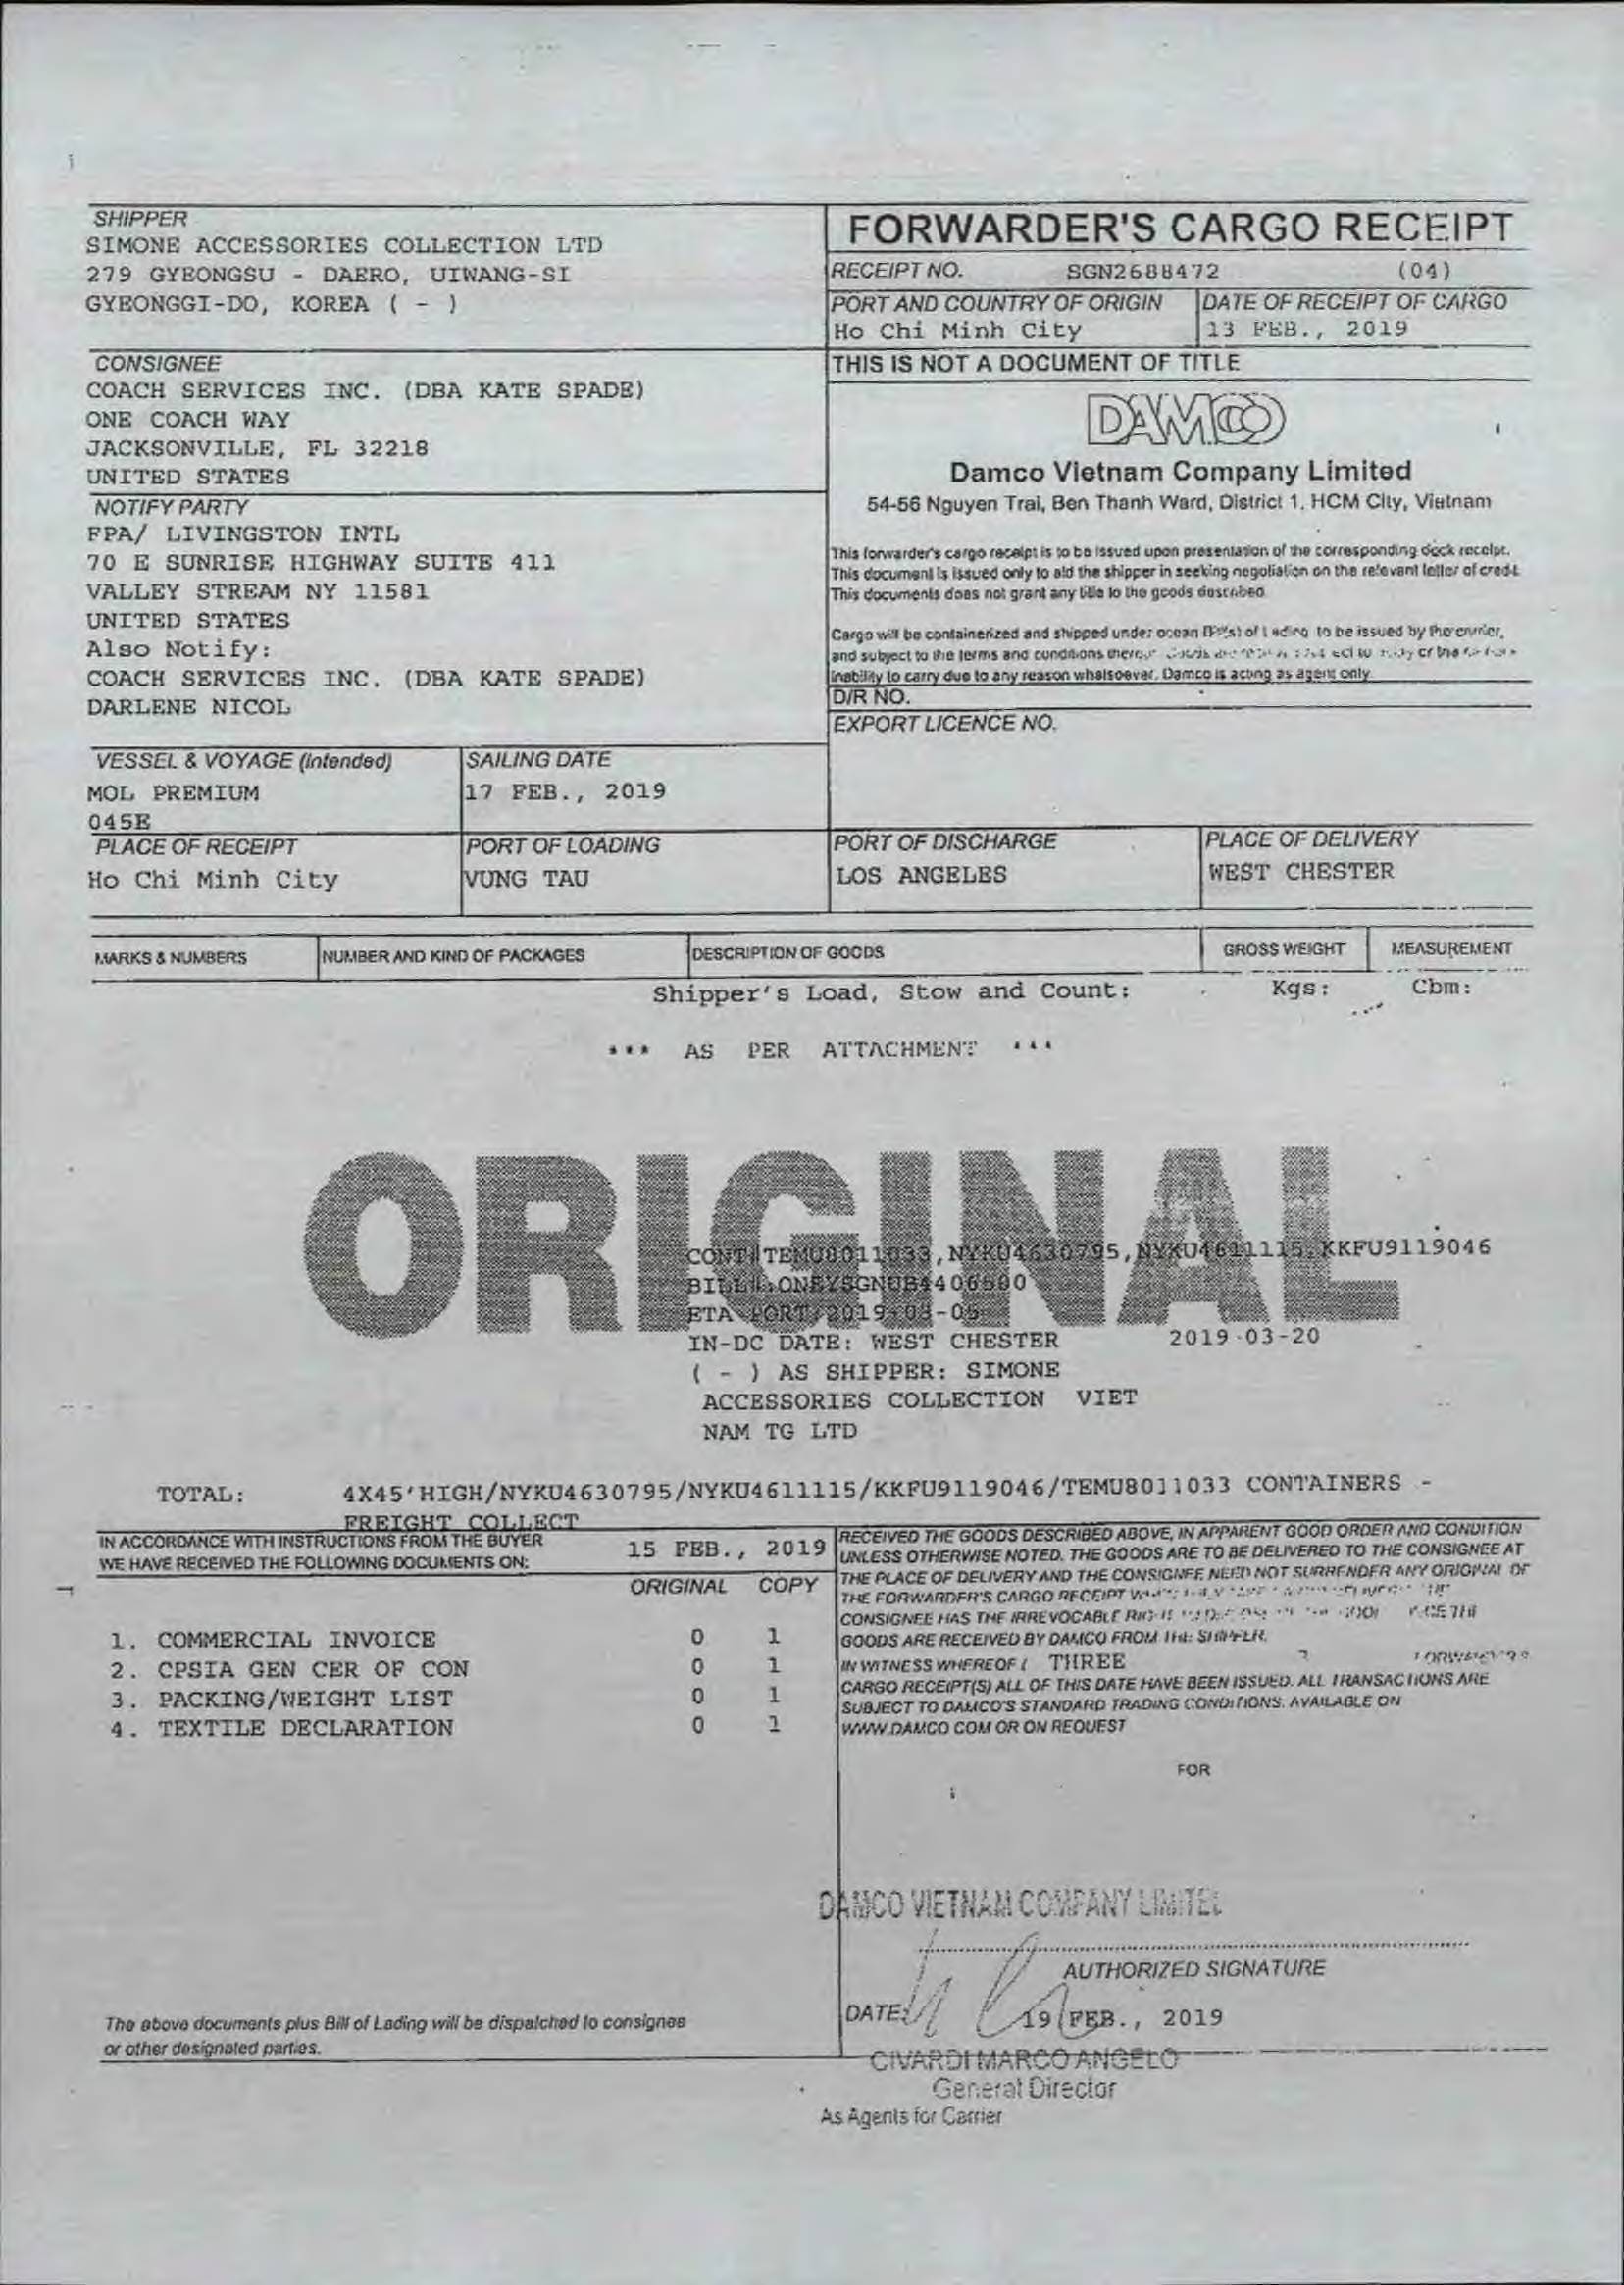 SHIPPER
SIMONE ACCESSORIES COLLECTION LTD
279 GYEONGSU - DAERO, UIWANG-SI
GYEONGGI-DO, KOREA ( - )
FORWARDER'S CARGO RECEIPT
RECEIPT NO. SGN2688472 (04)
PORT AND COUNTRY OF ORIGIN
Ho Chi Minh City
DATE OF RECEIPT OF CARGO
13 FEB., 2019
CONSIGNEE
COACH SERVICES INC. (DBA KATE SPADE)
ONE COACH WAY
JACKSONVILLE, FL 32218
UNITED STATES
THIS IS NOT A DOCUMENT OF TITLE
DAMCO
Damco Vietnam Company Limited
54-56 Nguyen Trai, Ben Thanh Ward, District 1, HCM City, Vietnam
NOTIFY PARTY
FPA/ LIVINGSTON INTL
70 E SUNRISE HIGHWAY SUITE 411
VALLEY STREAM NY 11581
UNITED STATES
Also Notify:
COACH SERVICES INC. (DBA KATE SPADE)
DARLENE NICOL
This forwarder's cargo receipt is to be issued upon presentation of the corresponding dock receipt.
This document is issued only to aid the shipper in seeking negotiation on the relevant letter of credit.
This documents does not grant any title to the goods described
Cargo will be containerized and shipped under ocean Bill(s) of Lading to be issued by the carrier,
and subject to the terms and conditions
inability to carry due to any reason whatsoever. Damco is acting as agent only
D/R NO.
EXPORT LICENCE NO.
VESSEL & VOYAGE (Intended)
MOL PREMIUM
045E
SAILING DATE
17 FEB., 2019
PLACE OF RECEIPT
Ho Chi Minh City
PORT OF LOADING
VUNG TAU
PORT OF DISCHARGE
LOS ANGELES
PLACE OF DELIVERY
WEST CHESTER
MARKS & NUMBERS NUMBER AND KIND OF PACKAGES DESCRIPTION OF GOODS GROSS WEIGHT MEASUREMENT
Shipper's Load, Stow and Count: Kgs: Cbm:
*** AS PER ATTACHMENT ***
ORIGINAL
CONT#TEMU8011033,NYKU4630795,NYKU4611115,KKFU9119046
ETA PORT:2019-03-05
IN-DC DATE: WEST CHESTER 2019-03-20
( - ) AS SHIPPER: SIMONE
ACCESSORIES COLLECTION VIET
NAM TG LTD
TOTAL: 4X45'HIGH/NYKU4630795/NYKU4611115/KKFU9119046/TEMU8011033 CONTAINERS -
FREIGHT COLLECT
IN ACCORDANCE WITH INSTRUCTIONS FROM THE BUYER
WE HAVE RECEIVED THE FOLLOWING DOCUMENTS ON: 15 FEB., 2019
ORIGINAL COPY
1. COMMERCIAL INVOICE 0 1
2. CPSIA GEN CER OF CON 0 1
3. PACKING/WEIGHT LIST 0 1
4. TEXTILE DECLARATION 0 1
RECEIVED THE GOODS DESCRIBED ABOVE, IN APPARENT GOOD ORDER AND CONDITION
UNLESS OTHERWISE NOTED. THE GOODS ARE TO BE DELIVERED TO THE CONSIGNEE AT
THE PLACE OF DELIVERY AND THE CONSIGNEE NEED NOT SURRENDER ANY ORIGINAL OF
THE FORWARDER'S CARGO RECEIPT
CONSIGNEE HAS THE IRREVOCABLE
GOODS ARE RECEIVED BY DAMCO FROM THE SHIPPER.
IN WITNESS WHEREOF ( THREE
CARGO RECEIPT(S) ALL OF THIS DATE HAVE BEEN ISSUED. ALL TRANSACTIONS ARE
SUBJECT TO DAMCO'S STANDARD TRADING CONDITIONS. AVAILABLE ON
WWW.DAMCO COM OR ON REQUEST
FOR
DAMCO VIETNAM COMPANY LIMITED
AUTHORIZED SIGNATURE
DATE: 19 FEB., 2019
The above documents plus Bill of Lading will be dispatched to consignee
or other designated parties.
CIVARDI MARCO ANGELO
General Director
As Agents for Carrier